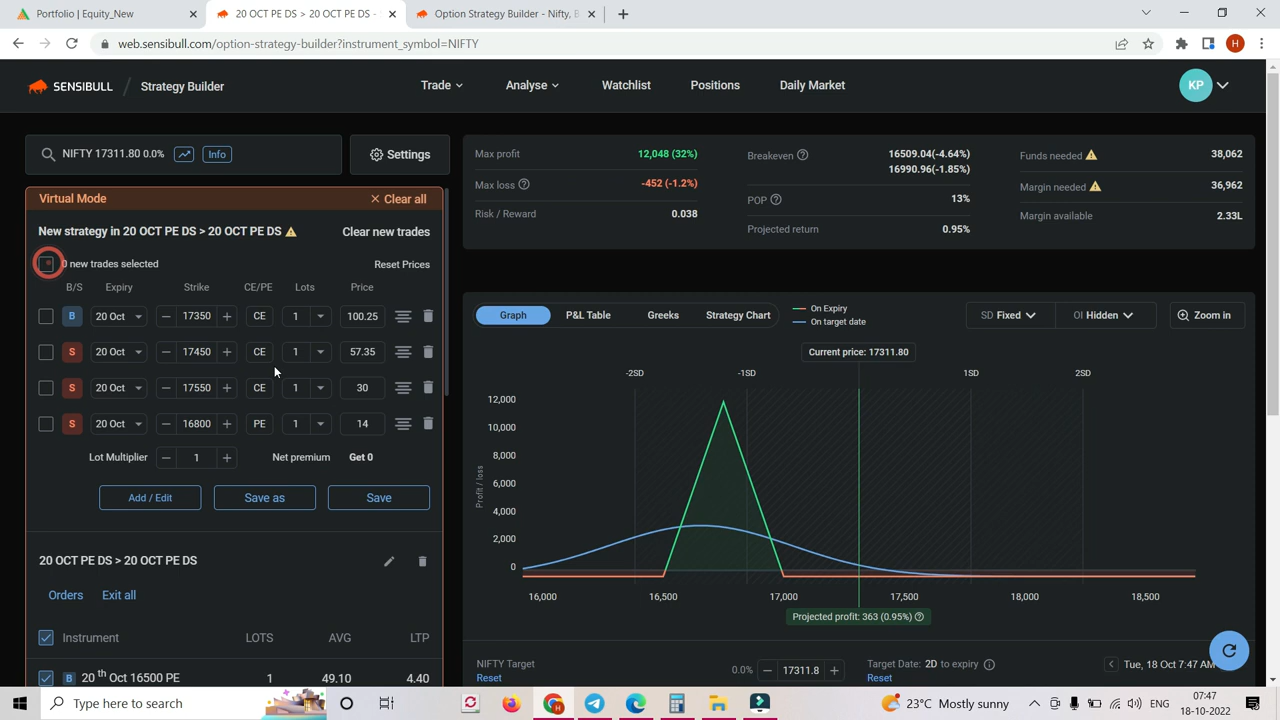 Portfolio | Equity_New
20 OCT PE DS > 20 OCT PE DS -
Option Strategy Builder - Nifty, B
web.sensibull.com/option-strategy-builder?instrument_symbol=NIFTY
H
SENSIBULL / Strategy Builder
Trade
Analyse
Watchlist
Positions
Daily Market
KP
NIFTY 17311.80 0.0%
Info
Settings
Virtual Mode
Clear all
New strategy in 20 OCT PE DS > 20 OCT PE DS
Clear new trades
0 new trades selected
Reset Prices
B/S Expiry Strike CE/PE Lots Price
B 20 Oct 17350 CE 1 100.25
S 20 Oct 17450 CE 1 57.35
S 20 Oct 17550 CE 1 30
S 20 Oct 16800 PE 1 14
Lot Multiplier 1 Net premium Get 0
Add / Edit
Save as
Save
20 OCT PE DS > 20 OCT PE DS
Orders
Exit all
Instrument LOTS AVG LTP
B 20th Oct 16500 PE 1 49.10 4.40
Max profit 12,048 (32%)
Max loss -452 (-1.2%)
Risk / Reward 0.038
Breakeven 16509.04(-4.64%)
16990.96(-1.85%)
POP 13%
Projected return 0.95%
Funds needed 38,062
Margin needed 36,962
Margin available 2.33L
Graph
P&L Table
Greeks
Strategy Chart
On Expiry
On target date
SD Fixed
OI Hidden
Zoom in
Current price: 17311.80
-2SD -1SD 1SD 2SD
12,000
10,000
8,000
6,000
4,000
2,000
0
Profit / loss
16,000 16,500 17,000 17,500 18,000 18,500
Projected profit: 363 (0.95%)
NIFTY Target
Reset
0.0% 17311.8
Target Date: 2D to expiry
Reset
Tue, 18 Oct 7:47 AM
Type here to search
23°C Mostly sunny
ENG
07:47
18-10-2022